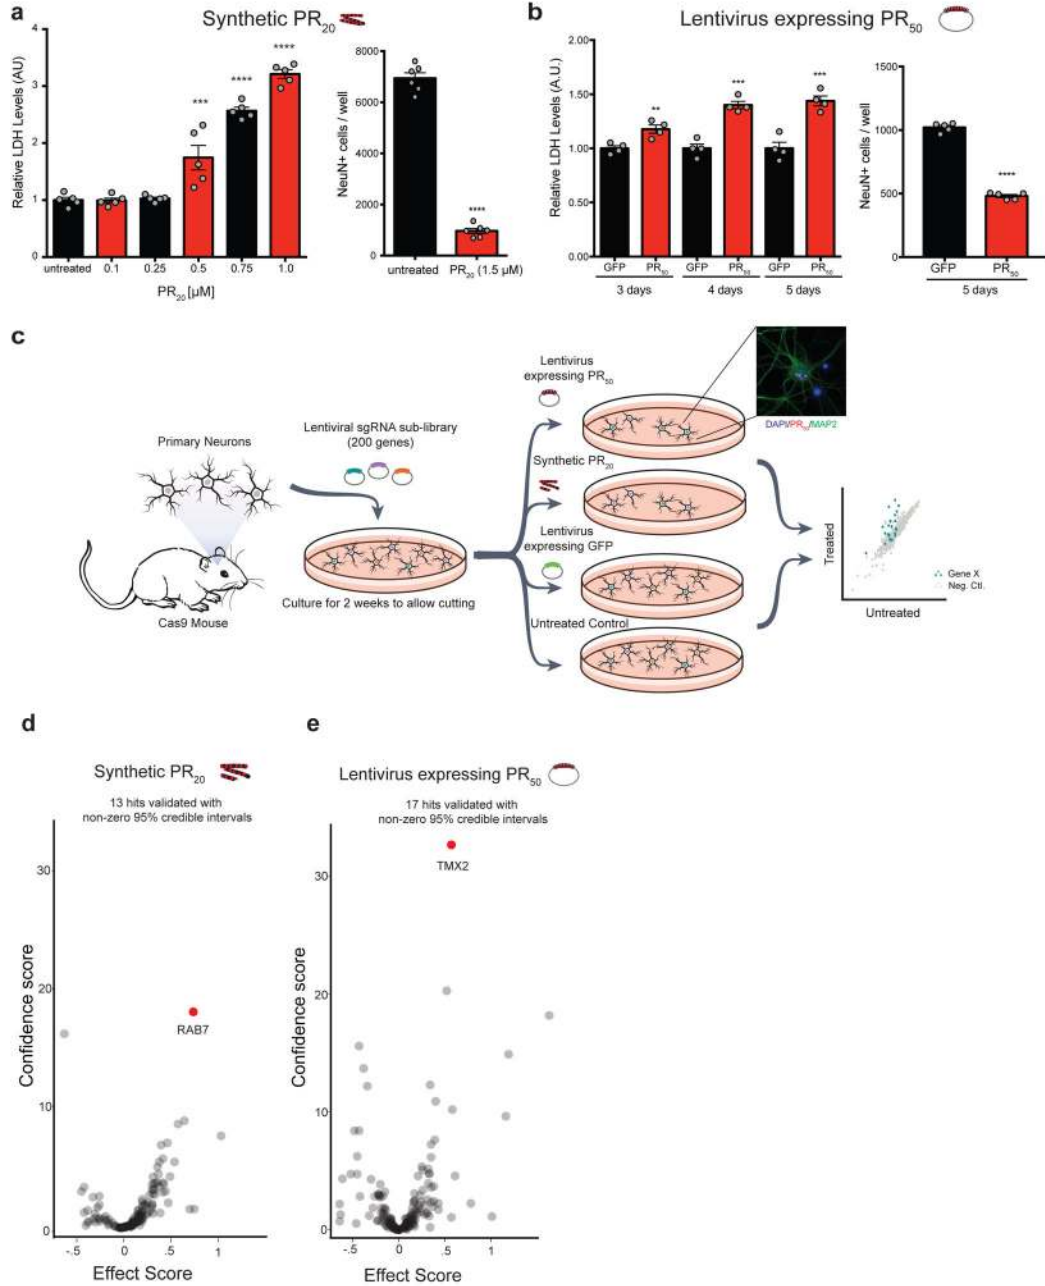 a
Synthetic PR20
Relative LDH Levels (AU)
4
3
2
1
0
***
****
****
untreated
0.1
0.25
0.5
0.75
1.0
PR20 [µM]
NeuN+ cells / well
8000
6000
4000
2000
0
****
untreated
PR20 (1.5 µM)
b
Lentivirus expressing PR50
Relative LDH Levels (A.U.)
2.00
1.50
1.00
0.50
0.00
**
***
***
GFP
PR50
GFP
PR50
GFP
PR50
3 days
4 days
5 days
NeuN+ cells / well
1500
1000
500
0
****
GFP
PR50
5 days
c
Primary Neurons
Cas9 Mouse
Lentiviral sgRNA sub-library
(200 genes)
Culture for 2 weeks to allow cutting
Lentivirus
expressing PR50
Synthetic PR20
Lentivirus
expressing GFP
Untreated Control
DAPI/PR50/MAP2
Treated
Gene X
Neg. Ctl.
Untreated
d
Synthetic PR20
13 hits validated with
non-zero 95% credible intervals
Confidence score
30
20
10
0
RAB7
-.5
0
.5
1
Effect Score
e
Lentivirus expressing PR50
17 hits validated with
non-zero 95% credible intervals
Confidence score
30
20
10
0
TMX2
-.5
0
.5
1
Effect Score